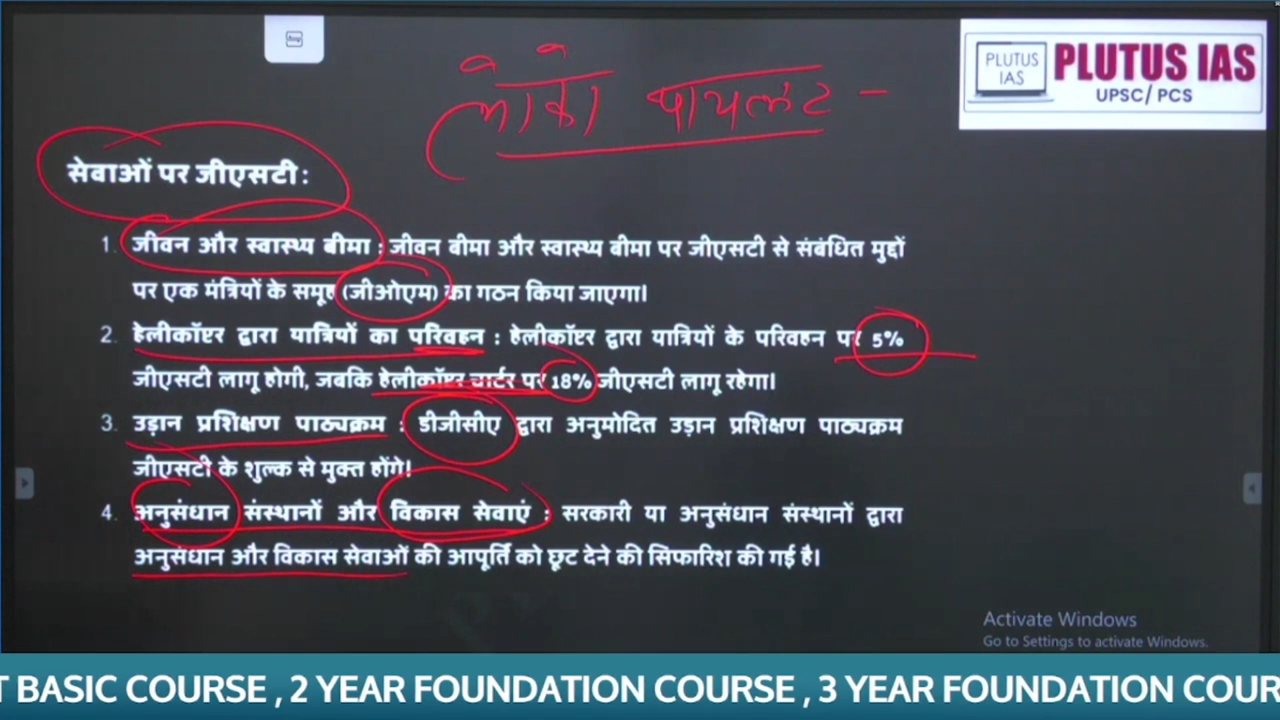 लोको पायलट -
PLUTUS IAS
PLUTUS IAS
UPSC/ PCS
सेवाओं पर जीएसटी :
1. जीवन और स्वास्थ्य बीमा : जीवन बीमा और स्वास्थ्य बीमा पर जीएसटी से संबंधित मुद्दों
पर एक मंत्रियों के समूह (जीओएम) का गठन किया जाएगा।
2. हेलीकॉप्टर द्वारा यात्रियों का परिवहन : हेलीकॉप्टर द्वारा यात्रियों के परिवहन पर 5%
जीएसटी लागू होगी, जबकि हेलीकॉप्टर चार्टर पर 18% जीएसटी लागू रहेगा।
3. उड़ान प्रशिक्षण पाठ्यक्रम : डीजीसीए द्वारा अनुमोदित उड़ान प्रशिक्षण पाठ्यक्रम
जीएसटी के शुल्क से मुक्त होंगे।
4. अनुसंधान संस्थानों और विकास सेवाएं : सरकारी या अनुसंधान संस्थानों द्वारा
अनुसंधान और विकास सेवाओं की आपूर्ति को छूट देने की सिफारिश की गई है।
Activate Windows
Go to Settings to activate Windows.
T BASIC COURSE , 2 YEAR FOUNDATION COURSE , 3 YEAR FOUNDATION COUR